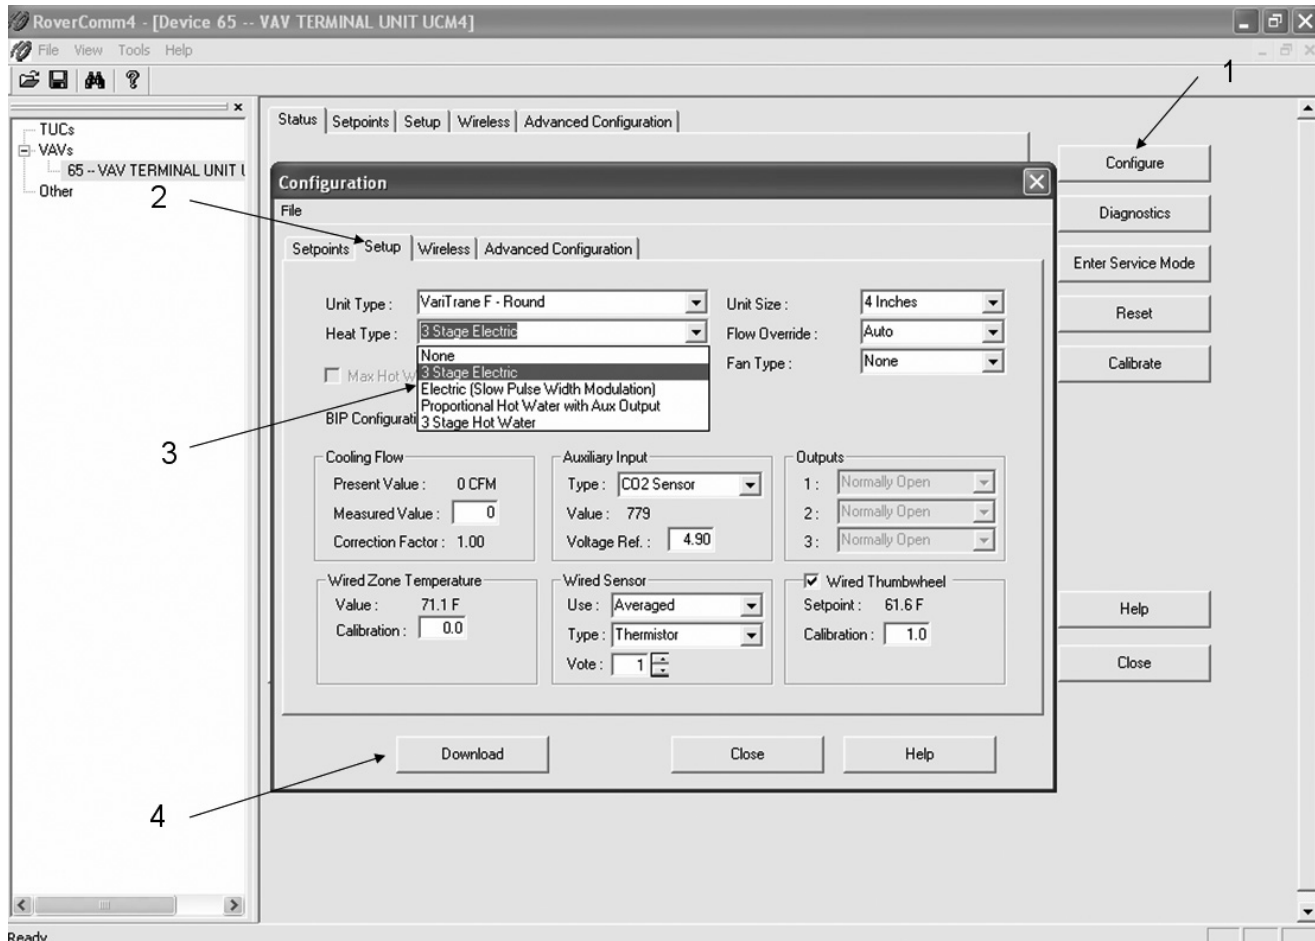 RoverComm4 - [Device 65 -- VAV TERMINAL UNIT UCM4]
File View Tools Help
1
TUCs
VAVs
65 -- VAV TERMINAL UNIT
Other
Status Setpoints Setup Wireless Advanced Configuration
Configure
Diagnostics
Enter Service Mode
Reset
Calibrate
Help
Close
2
Configuration
File
Setpoints Setup Wireless Advanced Configuration
Unit Type : VariTrane F - Round
Unit Size : 4 Inches
Heat Type : 3 Stage Electric
Flow Override : Auto
None
3 Stage Electric
Electric (Slow Pulse Width Modulation)
Proportional Hot Water with Aux Output
3 Stage Hot Water
Fan Type : None
Max Hot W
BIP Configurati
3
Cooling Flow
Present Value : 0 CFM
Measured Value : 0
Correction Factor : 1.00
Auxiliary Input
Type : CO2 Sensor
Value : 779
Voltage Ref. : 4.90
Outputs
1 : Normally Open
2 : Normally Open
3 : Normally Open
Wired Zone Temperature
Value : 71.1 F
Calibration : 0.0
Wired Sensor
Use : Averaged
Type : Thermistor
Vote : 1
Wired Thumbwheel
Setpoint : 61.6 F
Calibration : 1.0
Download Close Help
4
Ready